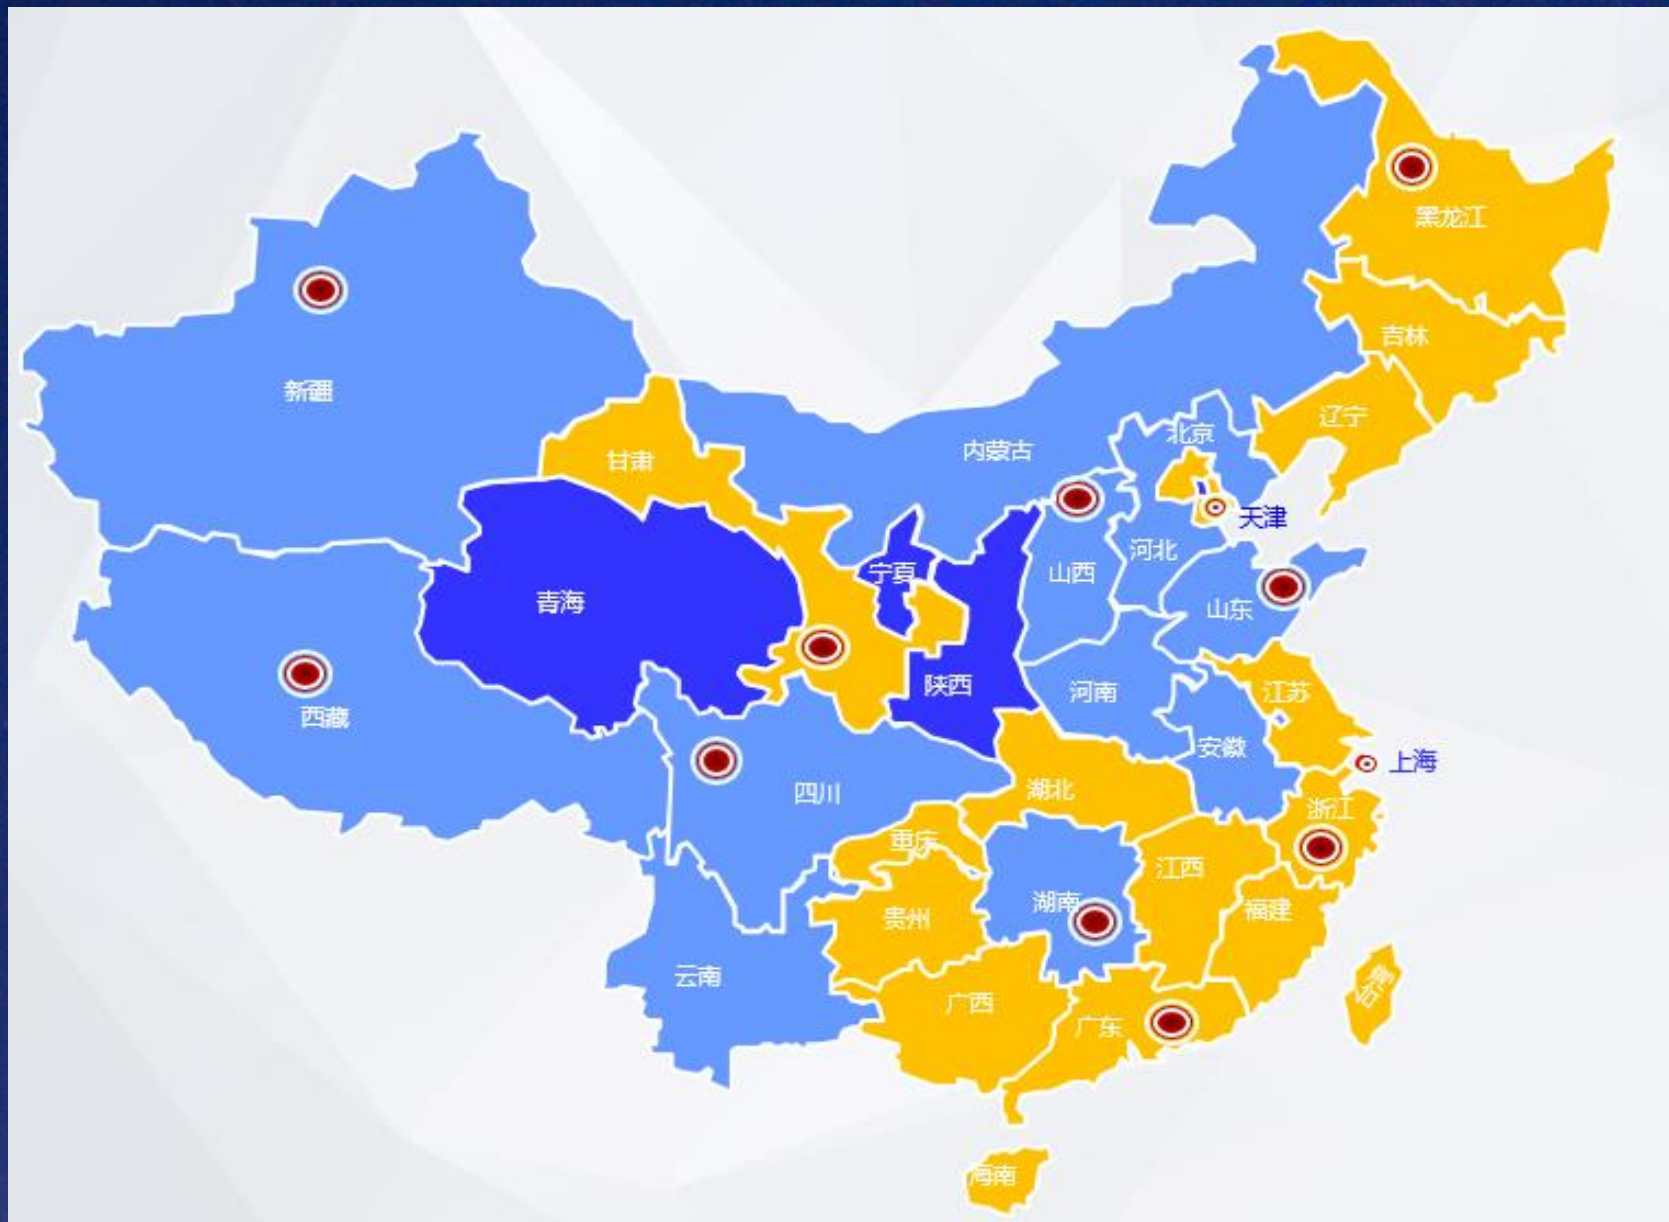 黑龙江
吉林
新疆
辽宁
北京
内蒙古
甘肃
天津
河北
宁夏
山西
青海
山东
陕西
河南
江苏
西藏
安徽
上海
湖北
四川
浙江
重庆
江西
湖南
福建
贵州
云南
台湾
广西
广东
海南